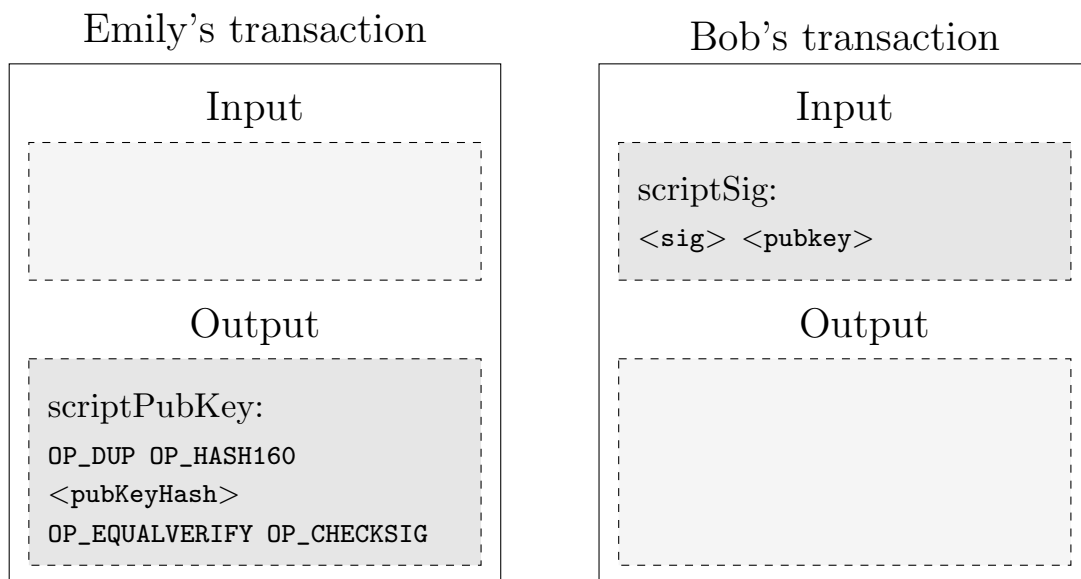 Emily's transaction
Input
Output
scriptPubKey:
OP_DUP OP_HASH160
<pubKeyHash>
OP_EQUALVERIFY OP_CHECKSIG
Bob's transaction
Input
scriptSig:
<sig> <pubkey>
Output